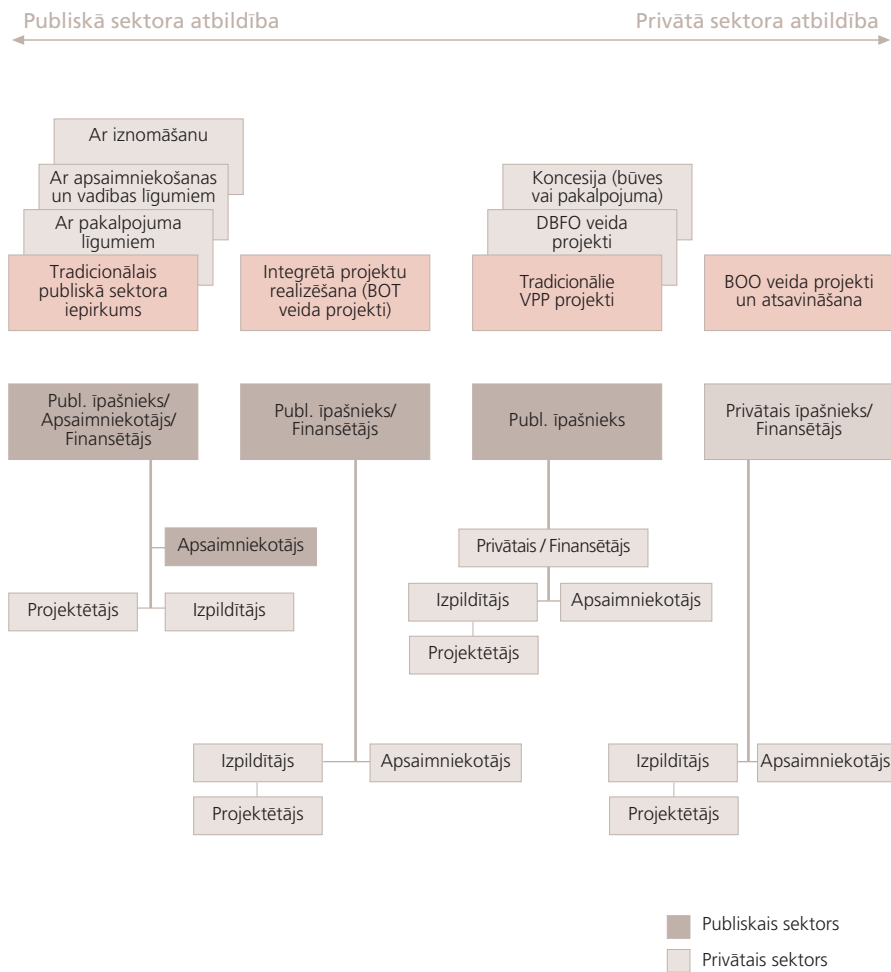 Publiskā sektora atbildība
Privātā sektora atbildība
Ar iznomāšanu
Ar apsaimniekošanas
un vadības līgumiem
Ar pakalpojuma
līgumiem
Tradicionālais
publiskā sektora
iepirkums
Integrētā projektu
realizēšana (BOT
veida projekti)
Koncesija (būves
vai pakalpojuma)
DBFO veida
projekti
Tradicionālie
VPP projekti
BOO veida projekti
un atsavināšana
Publ. īpašnieks/
Apsaimniekotājs/
Finansētājs
Publ. īpašnieks/
Finansētājs
Publ. īpašnieks
Privātais īpašnieks/
Finansētājs
Apsaimniekotājs
Projektētājs
Izpildītājs
Privātais / Finansētājs
Izpildītājs
Apsaimniekotājs
Projektētājs
Izpildītājs
Apsaimniekotājs
Projektētājs
Izpildītājs
Apsaimniekotājs
Projektētājs
Publiskais sektors
Privātais sektors